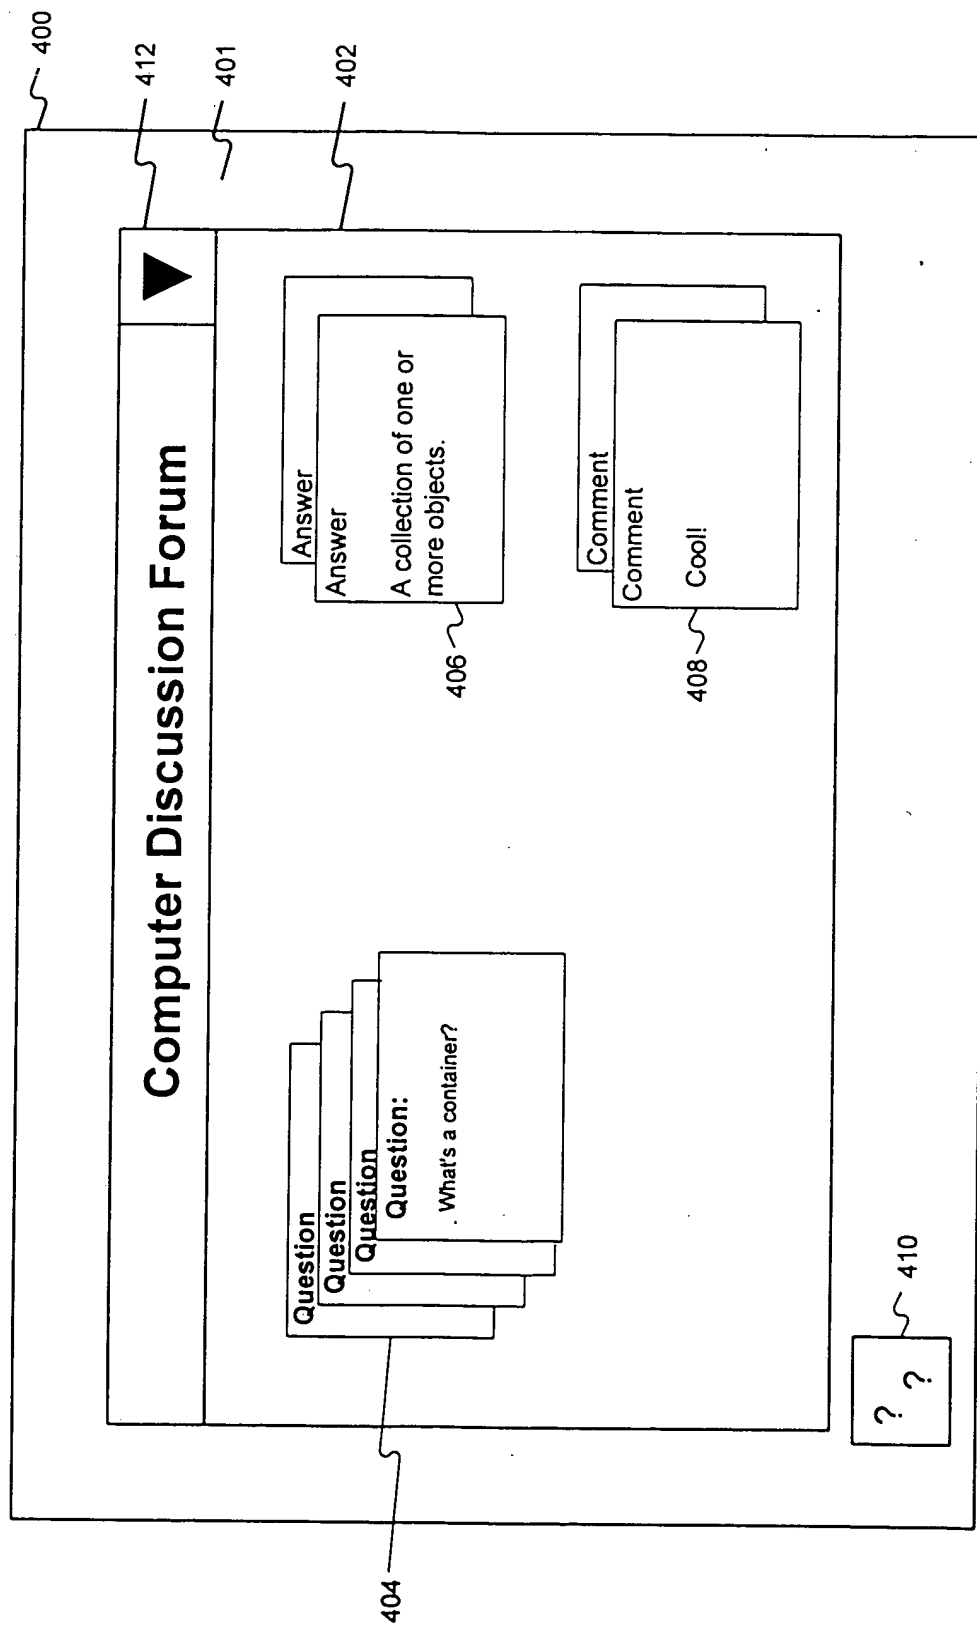 400
412
401
402
Computer Discussion Forum
Question
Question
Question
Question:
What's a container?
404
Answer
Answer
A collection of one or
more objects.
406
Comment
Comment
Cool!
408
? ?
410